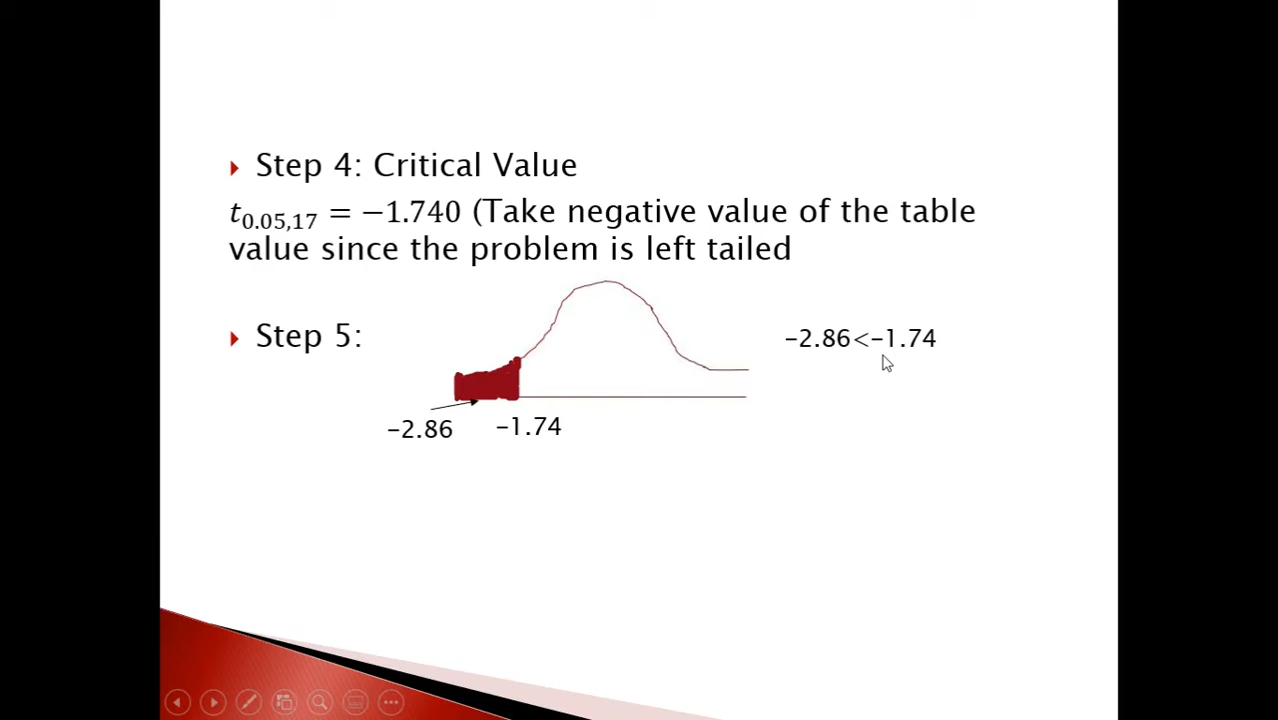 Step 4: Critical Value
t0.05,17 = −1.740 (Take negative value of the table
value since the problem is left tailed
Step 5:
-2.86<-1.74
-2.86
-1.74